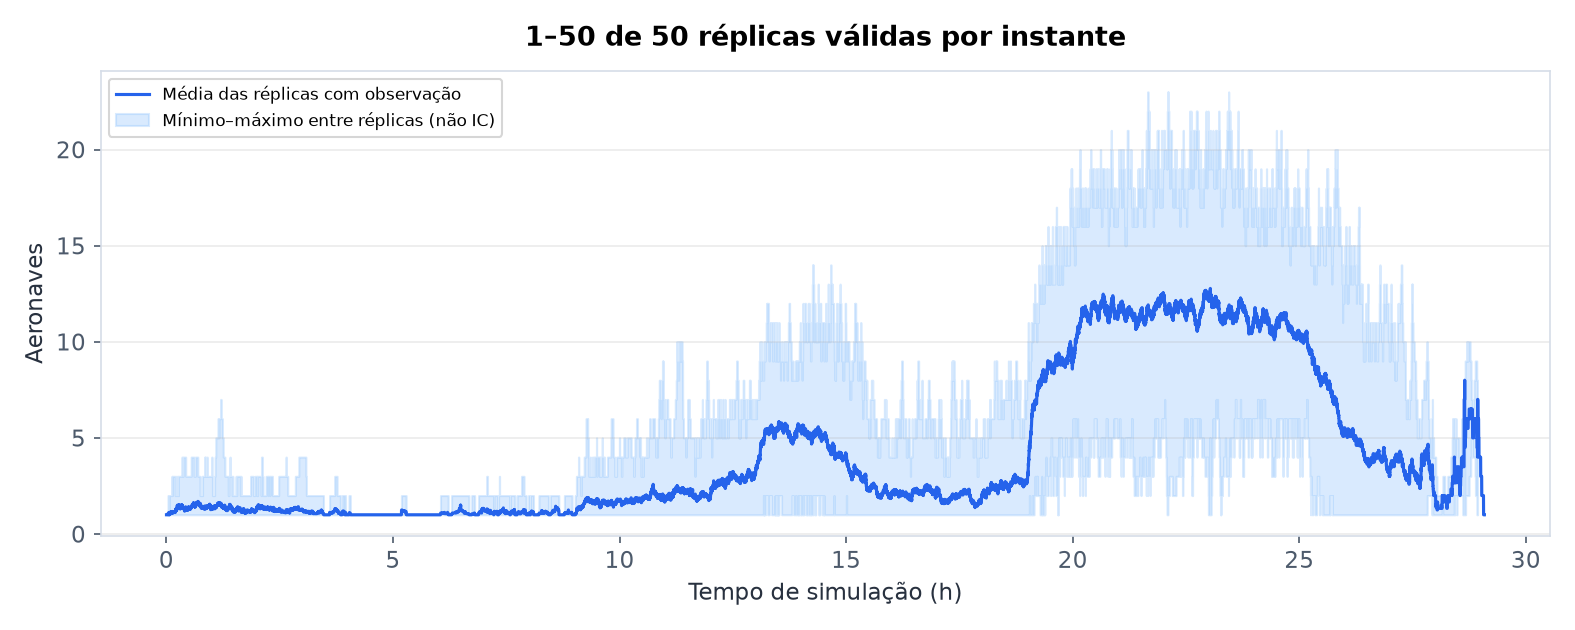 1–50 de 50 réplicas válidas por instante
Média das réplicas com observação
Mínimo–máximo entre réplicas (não IC)
Aeronaves
20
15
10
5
0
0 5 10 15 20 25 30
Tempo de simulação (h)